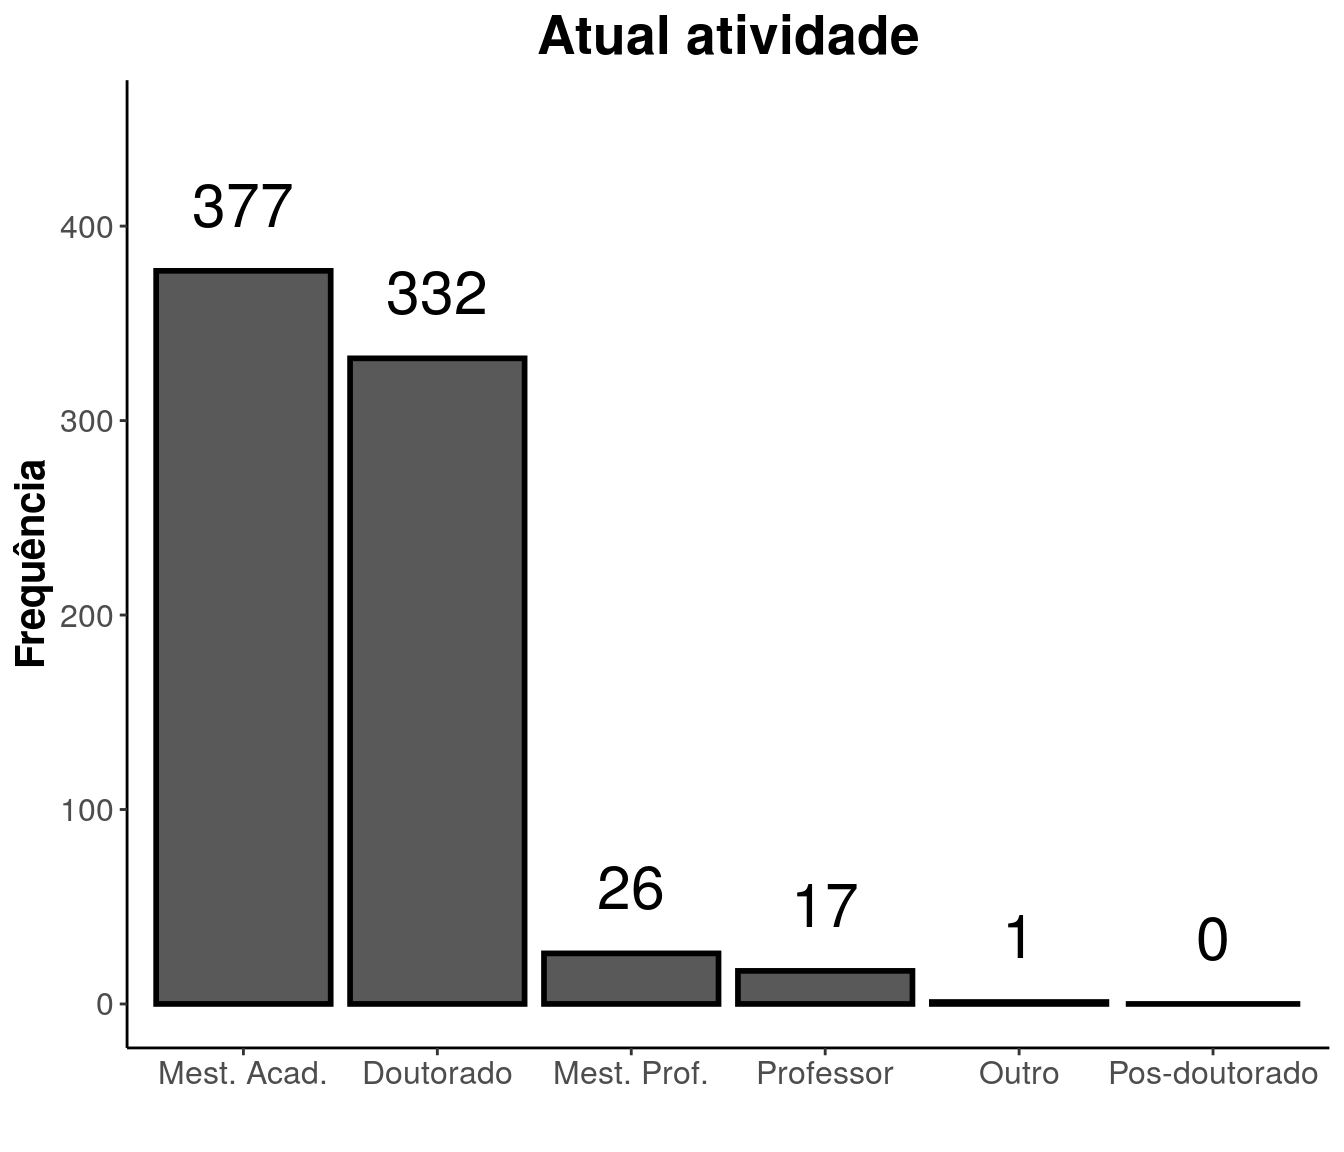 Atual atividade
Frequência
400
300
200
100
0
377
332
26
17
1
0
Mest. Acad.
Doutorado
Mest. Prof.
Professor
Outro
Pos-doutorado